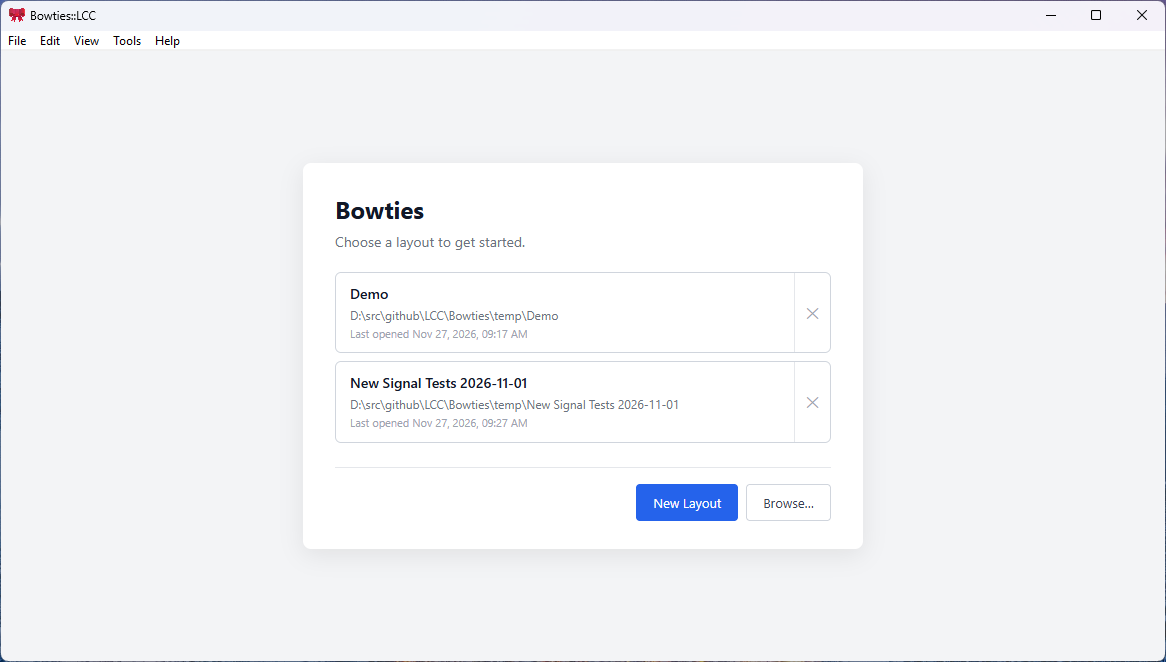 Bowties::LCC
File Edit View Tools Help
Bowties
Choose a layout to get started.
Demo
D:\src\github\LCC\Bowties\temp\Demo
Last opened Nov 27, 2026, 09:17 AM
New Signal Tests 2026-11-01
D:\src\github\LCC\Bowties\temp\New Signal Tests 2026-11-01
Last opened Nov 27, 2026, 09:27 AM
New Layout Browse...